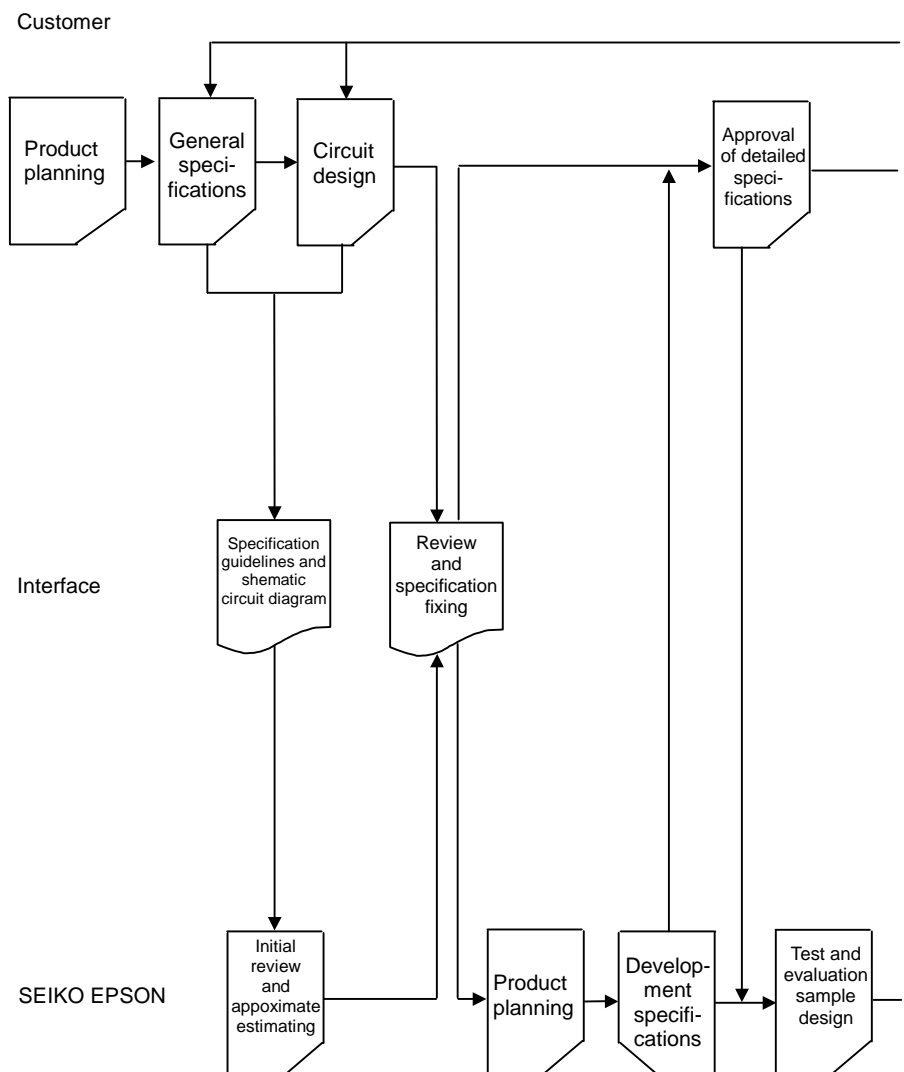 Customer
Product
planning
General
speci-
fications
Circuit
design
Approval
of detailed
speci-
fications
Interface
Specification
guidelines and
shematic
circuit diagram
Review
and
specification
fixing
SEIKO EPSON
Initial
review
and
appoximate
estimating
Product
planning
Develop-
ment
specifi-
cations
Test and
evaluation
sample
design